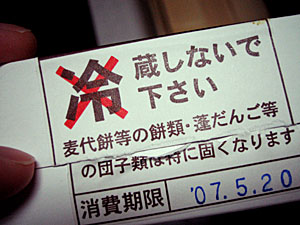 冷蔵しないで
下さい
麦代餅等の餅類・蓬だんご等
の団子類は特に固くなります
消費期限 '07.5.20